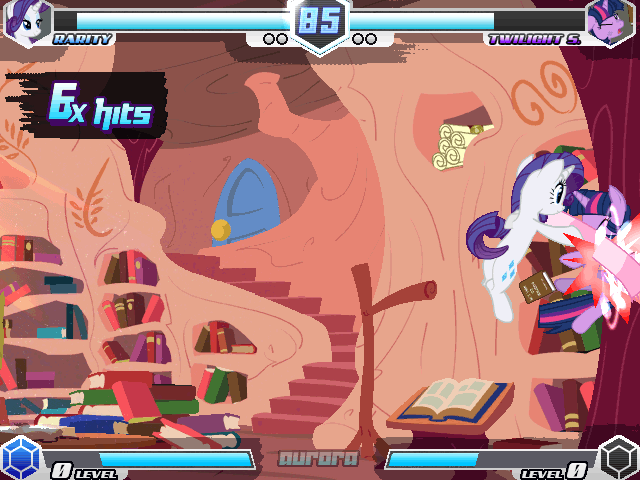 85
RARITY
TWILIGHT S.
6x hits
0 LEVEL
aurora
LEVEL 0